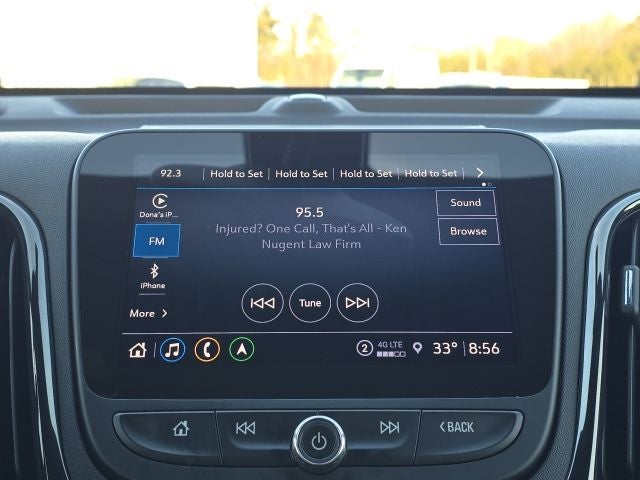 92.3 Hold to Set Hold to Set Hold to Set Hold to Set
Dona's iP...
FM
iPhone
More
95.5
Injured? One Call, That's All - Ken
Nugent Law Firm
Tune
Sound
Browse
2 4G LTE 33° 8:56
BACK